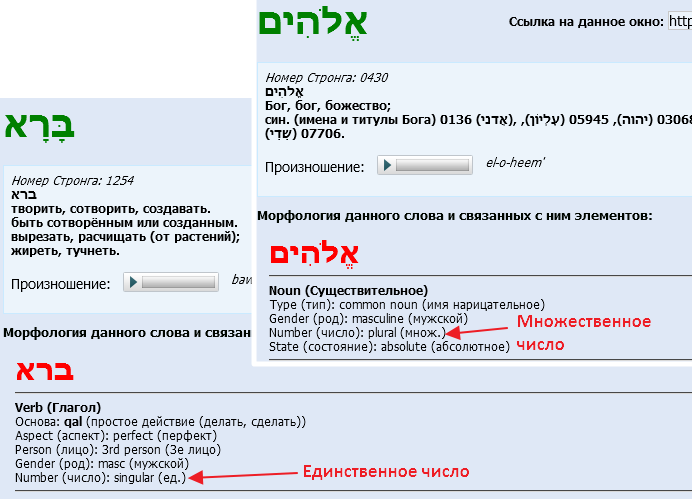 בָּרָא
Номер Стронга: 1254
ברא
творить, сотворить, создавать.
быть сотворённым или созданным.
вырезать, расчищать (от растений);
жиреть, тучнеть.
Произношение:
Морфология данного слова и связан
ברא
Verb (Глагол)
Основа: qal (простое действие (делать, сделать))
Aspect (аспект): perfect (перфект)
Person (лицо): 3rd person (3е лицо)
Gender (род): masc (мужской)
Number (число): singular (ед.)
Единственное число
אֱלֹהִים
Ссылка на данное окно: http
Номер Стронга: 0430
אֱלֹהִים
Бог, бог, божество;
син. (имена и титулы Бога) 0136 (אֲדֹנָי), 05945 (עֶלְיוֹן), 03068 (יהוה),
07706 (שַׁדַּי).
Произношение: el-o-heem'
Морфология данного слова и связанных с ним элементов:
אֱלֹהִים
Noun (Существительное)
Type (тип): common noun (имя нарицательное)
Gender (род): masculine (мужской)
Number (число): plural (множ.)
State (состояние): absolute (абсолютное)
Множественное
число